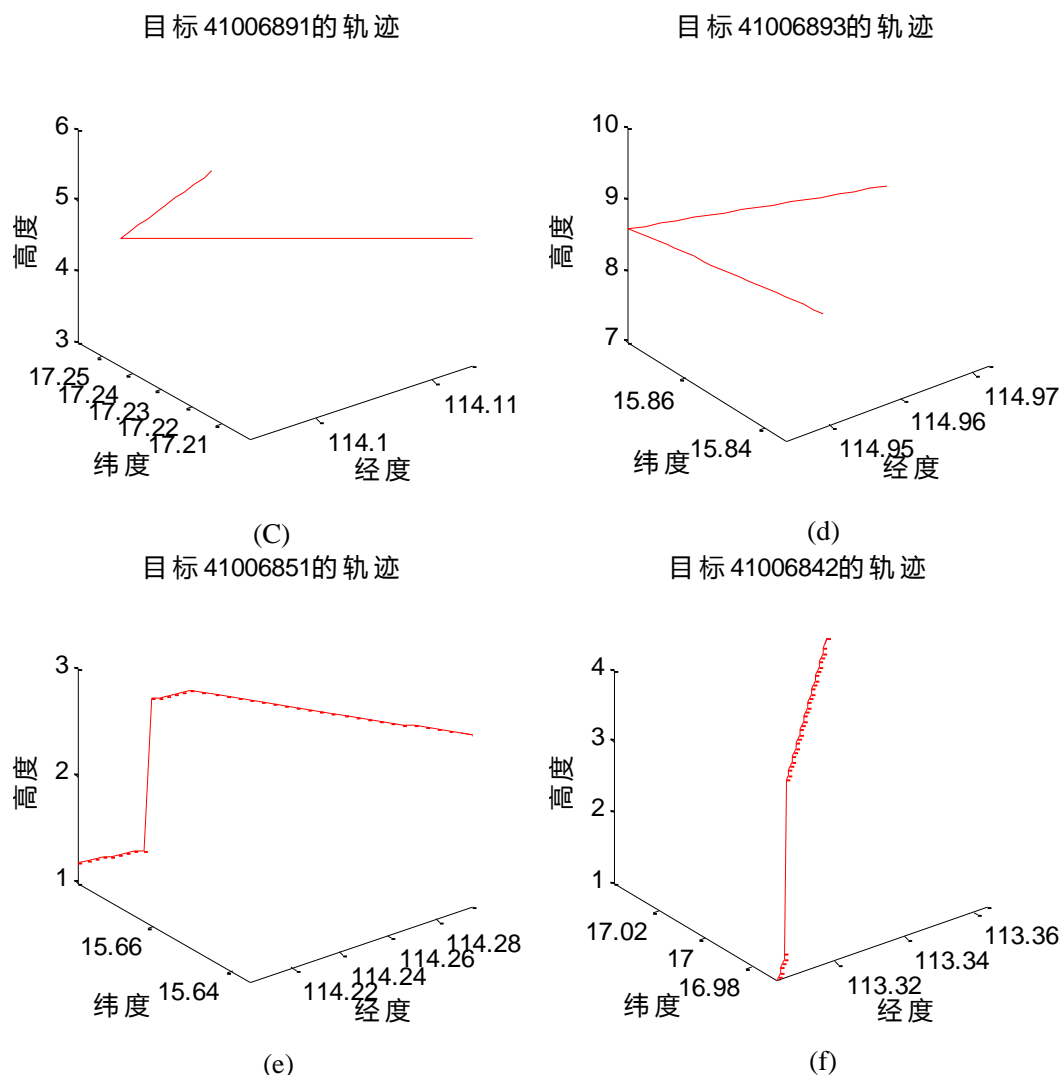 目标41006891的轨迹
6
5
4
3
高度
17.25
17.24
17.23
17.22
17.21
纬度
114.1
114.11
经度
(C)
目标41006893的轨迹
10
9
8
7
高度
15.86
15.84
纬度
114.95
114.96
114.97
经度
(d)
目标41006851的轨迹
3
2
1
高度
15.66
15.64
纬度
114.22
114.24
114.26
114.28
经度
(e)
目标41006842的轨迹
4
3
2
1
高度
17.02
17
16.98
纬度
113.32
113.34
113.36
经度
(f)